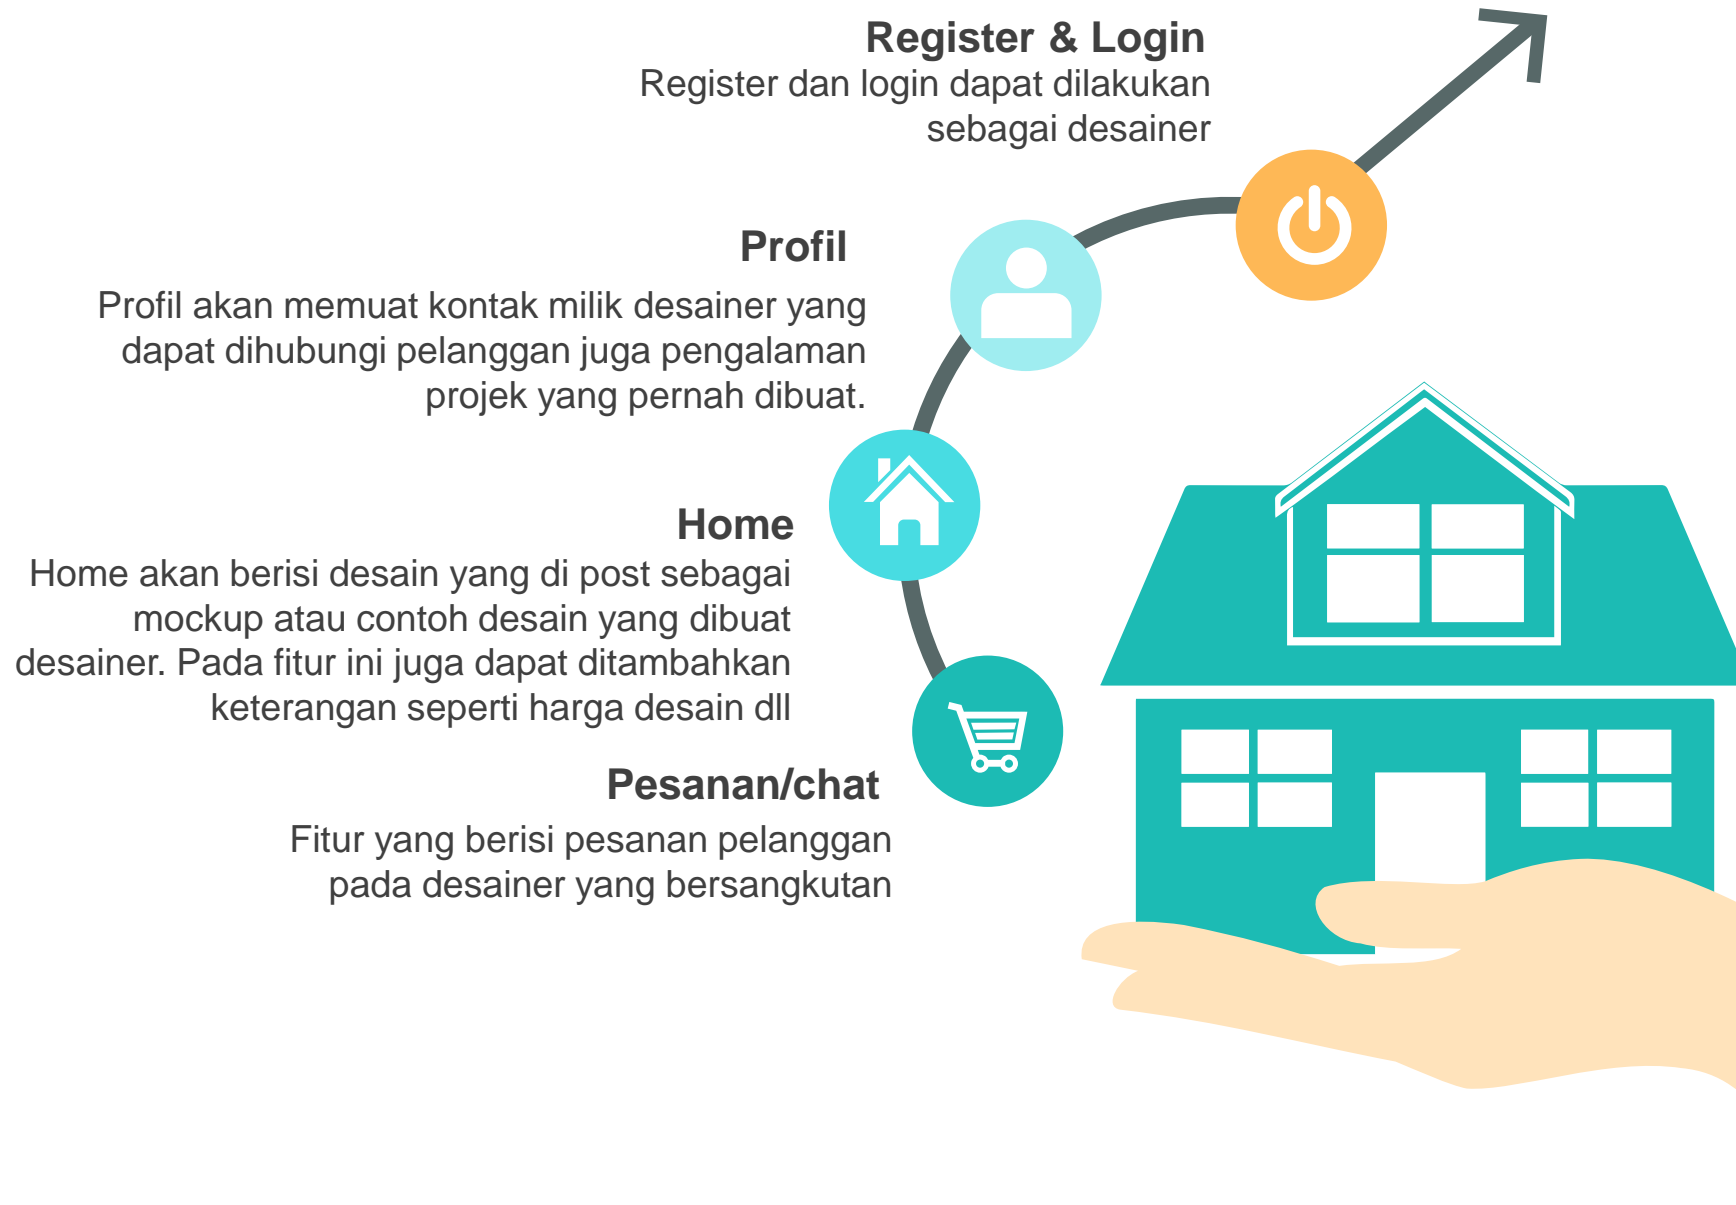 Register & Login
Register dan login dapat dilakukan
sebagai desainer
Profil
Profil akan memuat kontak milik desainer yang
dapat dihubungi pelanggan juga pengalaman
projek yang pernah dibuat.
Home
Home akan berisi desain yang di post sebagai
mockup atau contoh desain yang dibuat
desainer. Pada fitur ini juga dapat ditambahkan
keterangan seperti harga desain dll
Pesanan/chat
Fitur yang berisi pesanan pelanggan
pada desainer yang bersangkutan